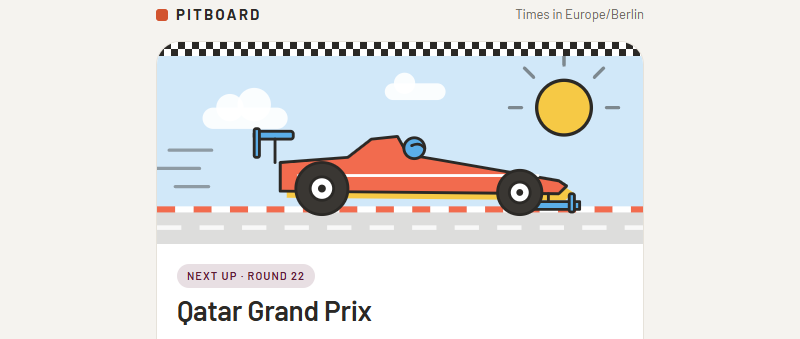 PITBOARD
Times in Europe/Berlin
NEXT UP · ROUND 22
Qatar Grand Prix